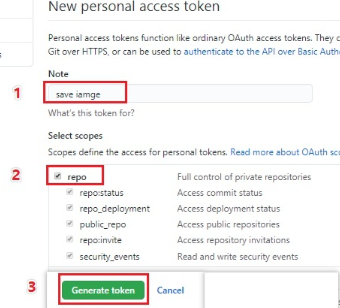 New personal access token
Personal access tokens function like ordinary OAuth access tokens. They c
Git over HTTPS, or can be used to authenticate to the API over Basic Auth
Note
1
save iamge
What's this token for?
Select scopes
Scopes define the access for personal tokens. Read more about OAuth sc
2
repo Full control of private repositories
repo:status Access commit status
repo_deployment Access deployment status
public_repo Access public repositories
repo:invite Access repository invitations
security_events Read and write security events
3
Generate token Cancel